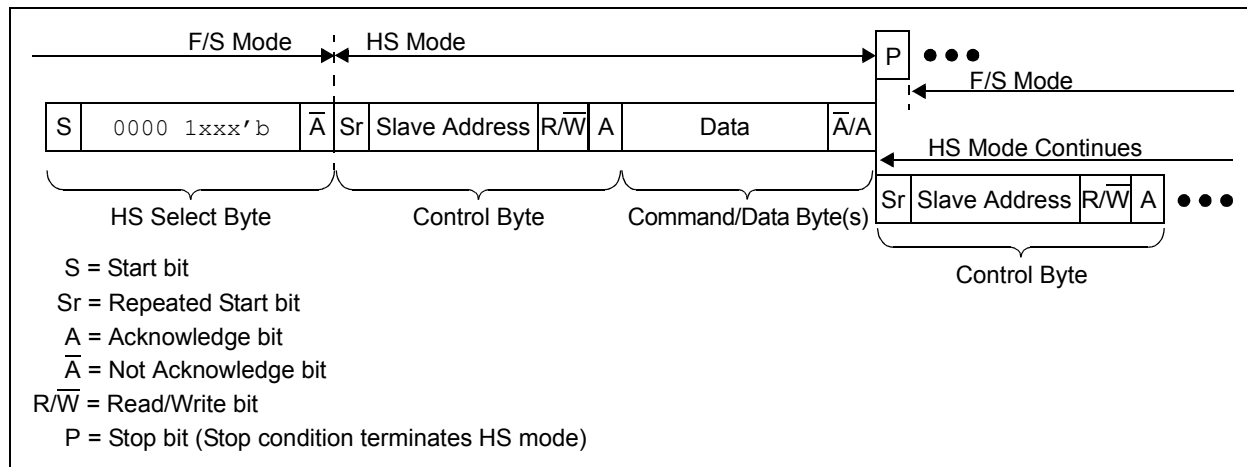 F/S Mode HS Mode
P
F/S Mode
S 0000 1xxx’b A̅ Sr Slave Address R/W̅ A Data A̅/A
HS Mode Continues
Sr Slave Address R/W̅ A
HS Select Byte Control Byte Command/Data Byte(s)
Control Byte
S = Start bit
Sr = Repeated Start bit
A = Acknowledge bit
A̅ = Not Acknowledge bit
R/W̅ = Read/Write bit
P = Stop bit (Stop condition terminates HS mode)